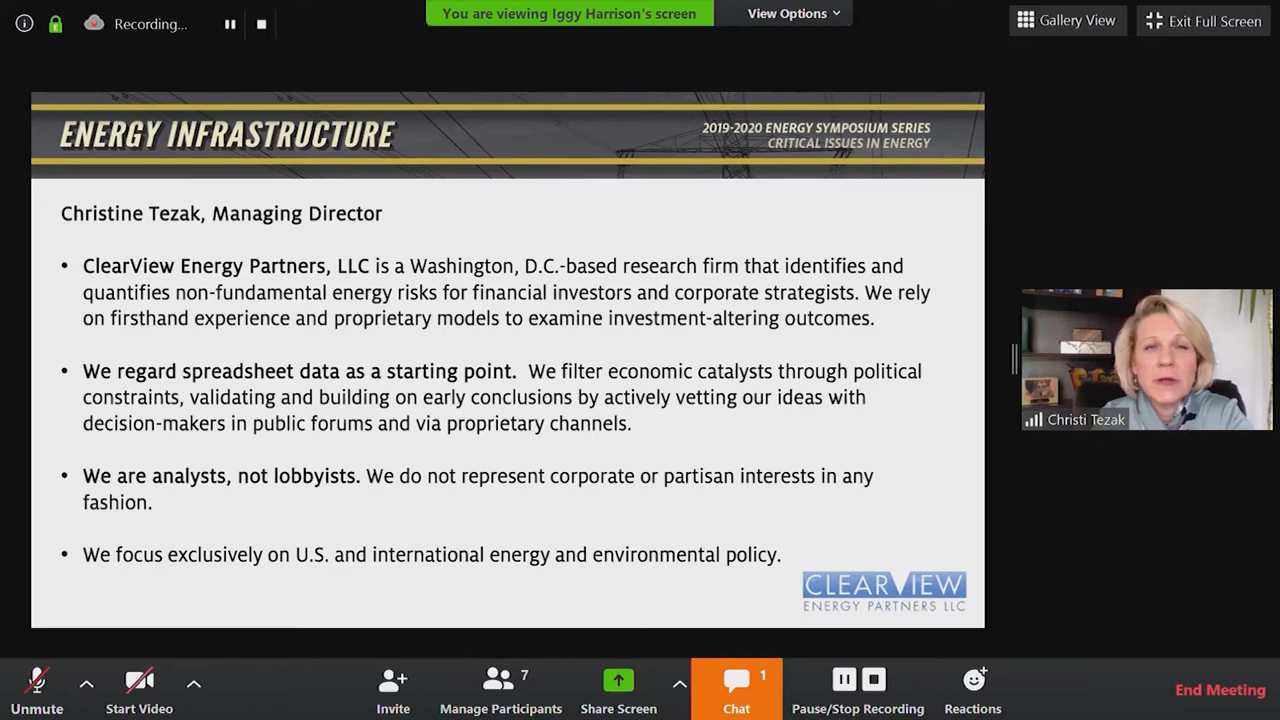 Recording...
You are viewing Iggy Harrison's screen
View Options
Gallery View
Exit Full Screen
ENERGY INFRASTRUCTURE
2019-2020 ENERGY SYMPOSIUM SERIES
CRITICAL ISSUES IN ENERGY
Christine Tezak, Managing Director
• ClearView Energy Partners, LLC is a Washington, D.C.-based research firm that identifies and
quantifies non-fundamental energy risks for financial investors and corporate strategists. We rely
on firsthand experience and proprietary models to examine investment-altering outcomes.
• We regard spreadsheet data as a starting point. We filter economic catalysts through political
constraints, validating and building on early conclusions by actively vetting our ideas with
decision-makers in public forums and via proprietary channels.
• We are analysts, not lobbyists. We do not represent corporate or partisan interests in any
fashion.
• We focus exclusively on U.S. and international energy and environmental policy.
CLEARVIEW
ENERGY PARTNERS LLC
Christi Tezak
Unmute
Start Video
Invite
7
Manage Participants
Share Screen
1
Chat
Pause/Stop Recording
Reactions
End Meeting